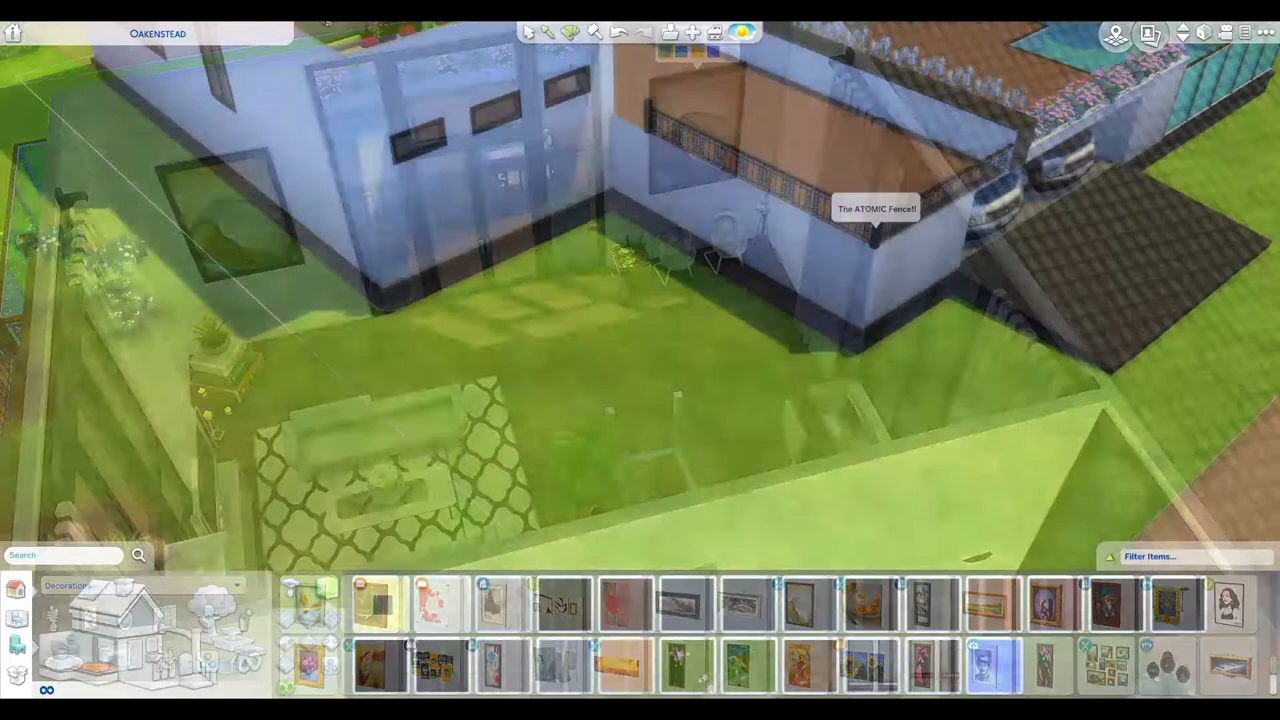 OAKENSTEAD
The ATOMIC Fence!!
Search
Filter Items...
Decorations